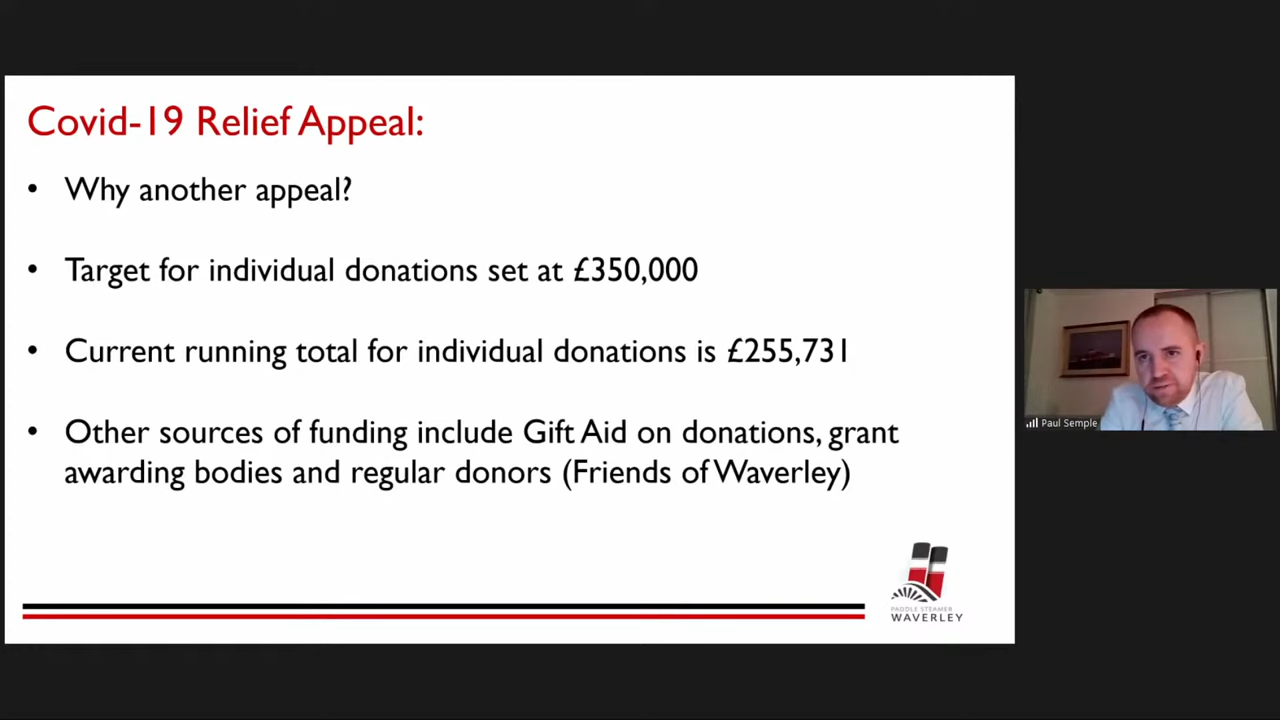 Covid-19 Relief Appeal:
• Why another appeal?
• Target for individual donations set at £350,000
• Current running total for individual donations is £255,731
• Other sources of funding include Gift Aid on donations, grant
awarding bodies and regular donors (Friends of Waverley)
PADDLE STEAMER
WAVERLEY
Paul Semple